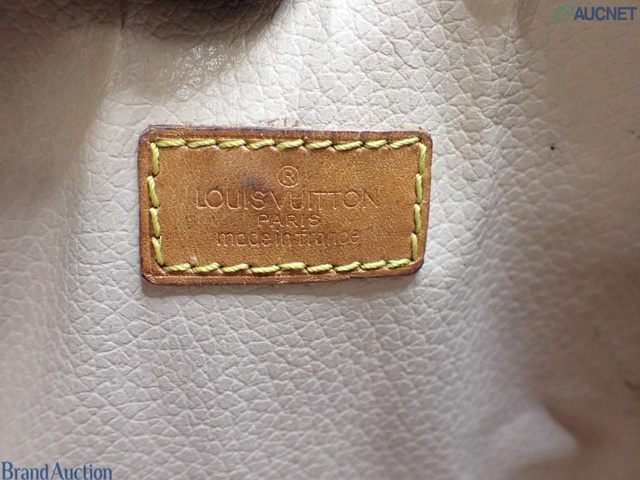 AUCNET
®
LOUIS VUITTON
PARIS
made in france
Brand Auction